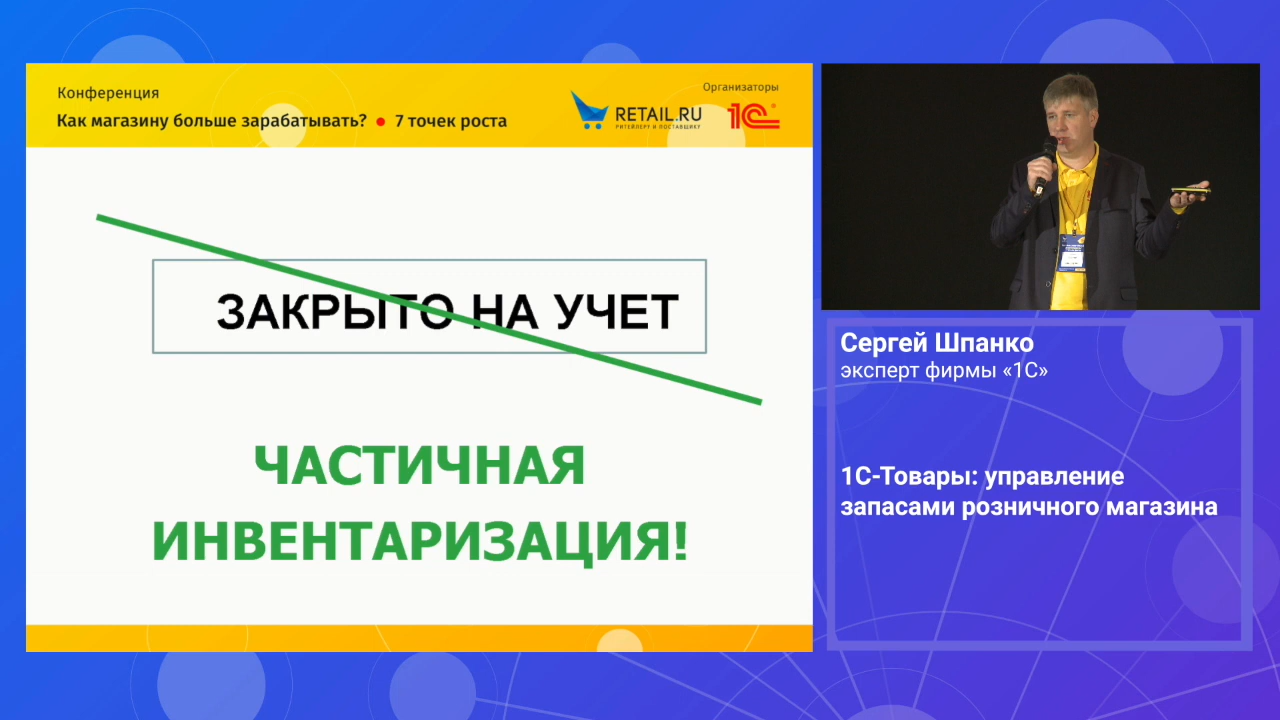 Конференция
Как магазину больше зарабатывать? • 7 точек роста
Организаторы
RETAIL.RU
РИТЕЙЛЕРУ И ПОСТАВЩИКУ
1С
ЗАКРЫТО НА УЧЕТ
ЧАСТИЧНАЯ
ИНВЕНТАРИЗАЦИЯ!
Сергей Шпанко
эксперт фирмы «1С»
1С-Товары: управление
запасами розничного магазина